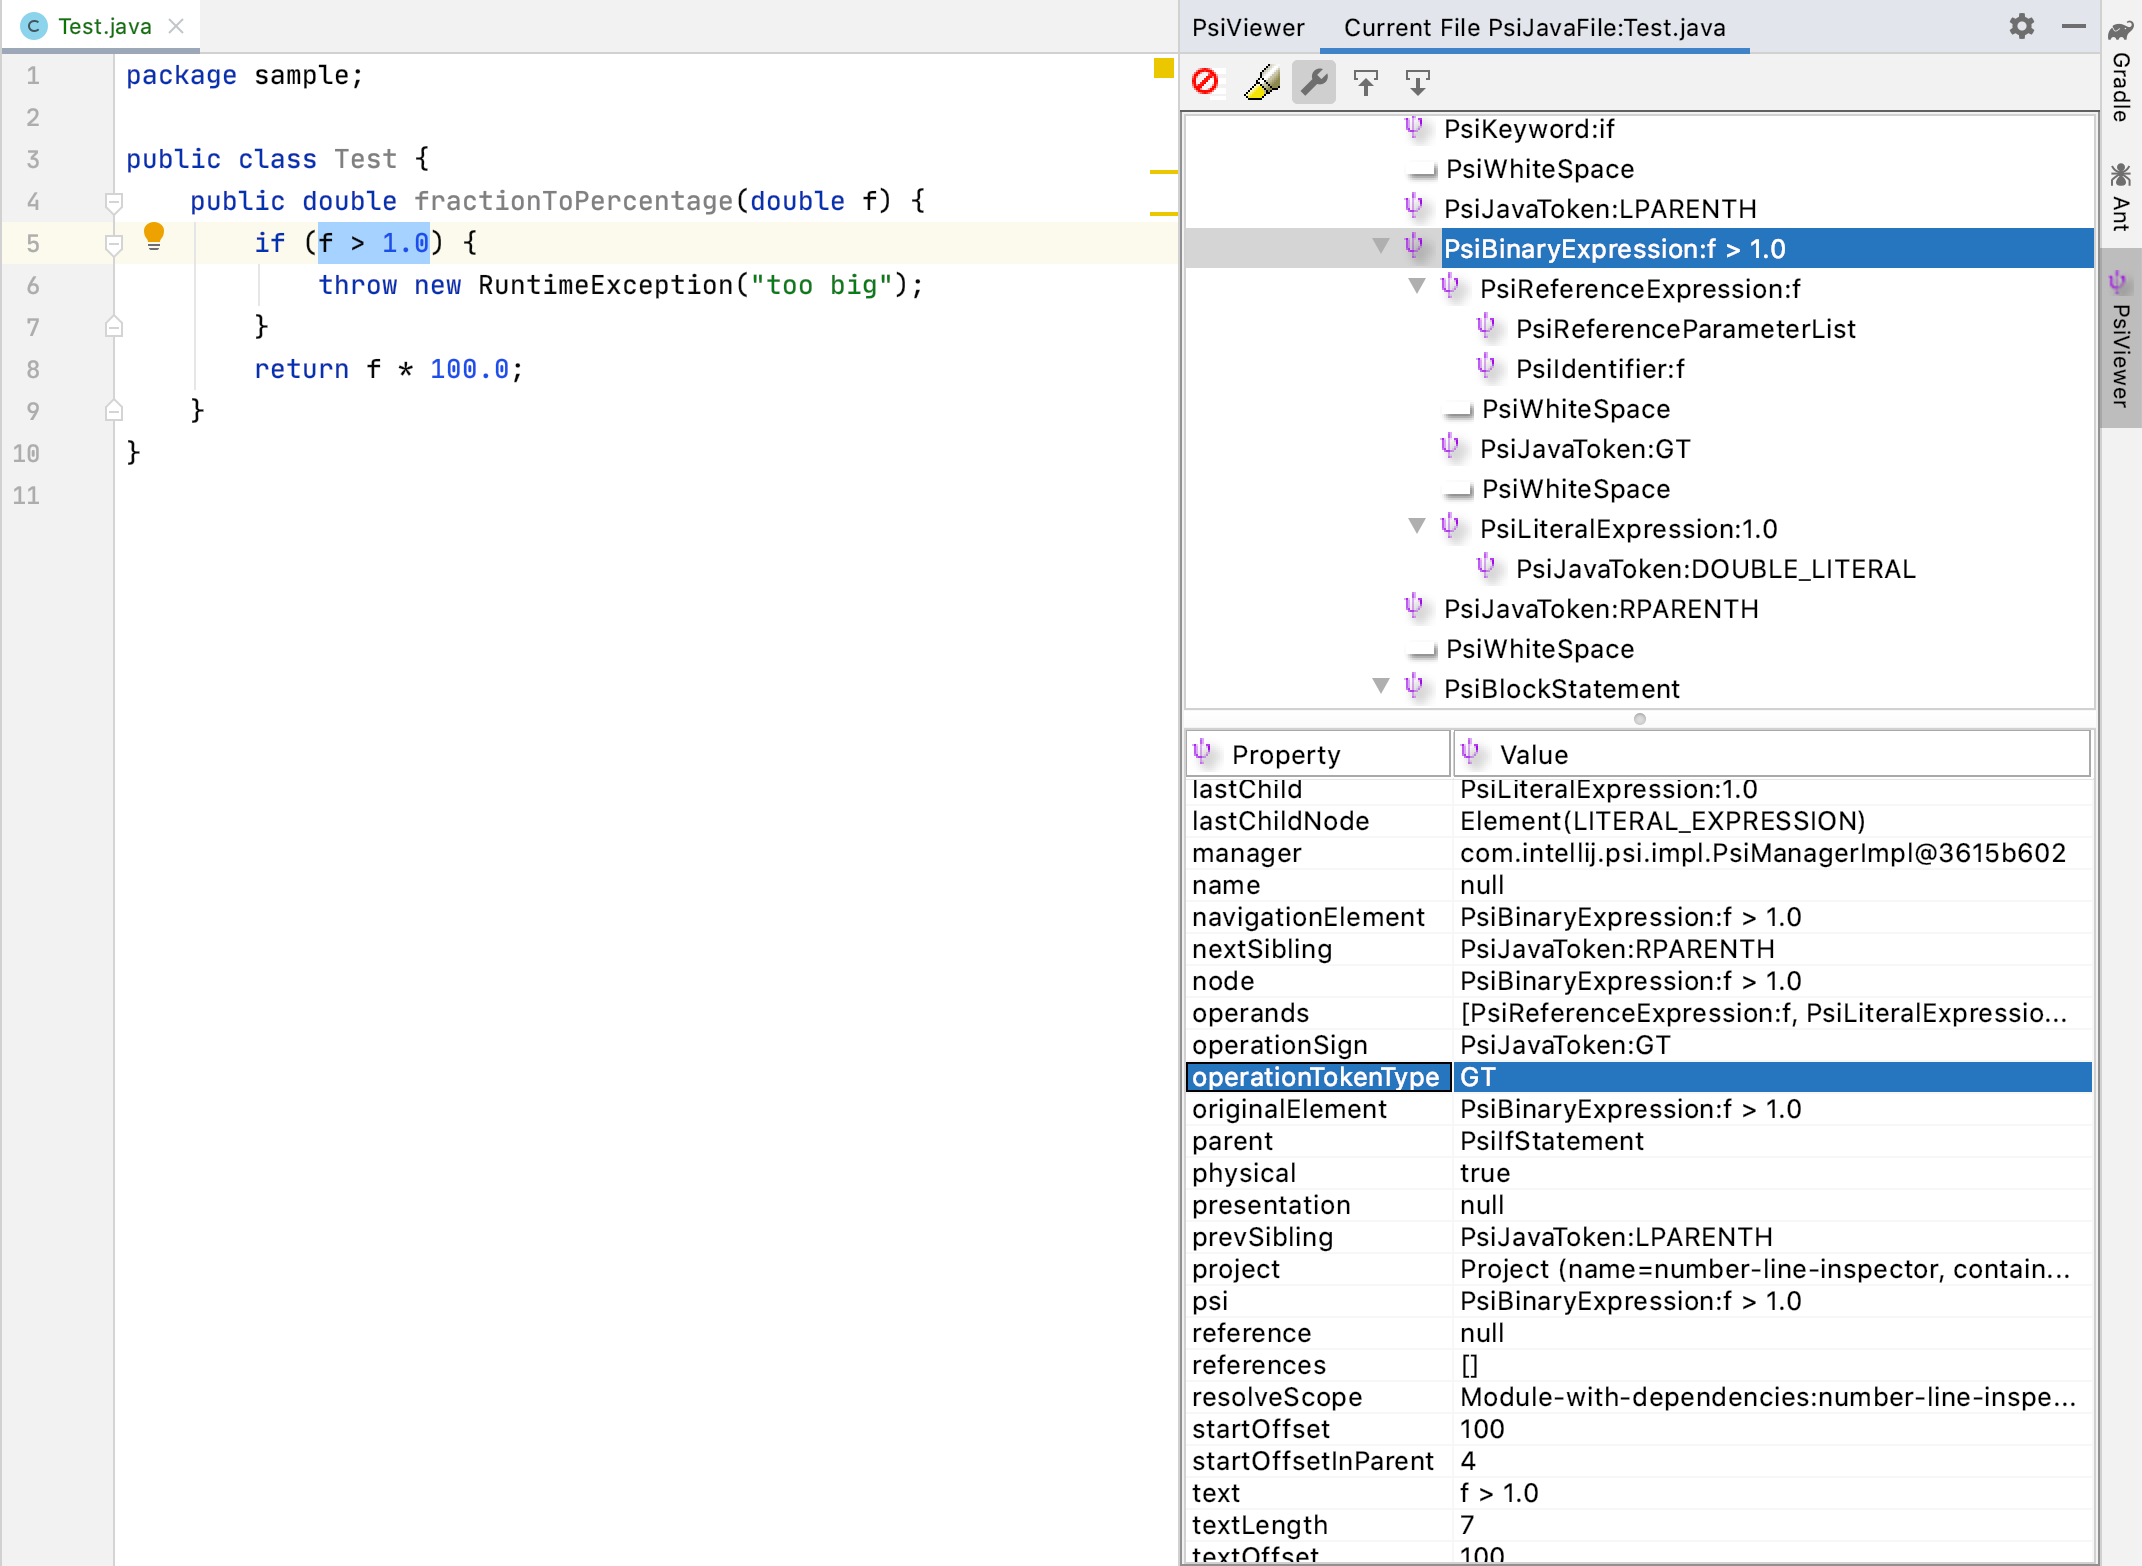 C Test.java
1 package sample;
2
3 public class Test {
4 public double fractionToPercentage(double f) {
5 if (f > 1.0) {
6 throw new RuntimeException("too big");
7 }
8 return f * 100.0;
9 }
10 }
11
PsiViewer Current File PsiJavaFile:Test.java
PsiKeyword:if
PsiWhiteSpace
PsiJavaToken:LPARENTH
PsiBinaryExpression:f > 1.0
PsiReferenceExpression:f
PsiReferenceParameterList
PsiIdentifier:f
PsiWhiteSpace
PsiJavaToken:GT
PsiWhiteSpace
PsiLiteralExpression:1.0
PsiJavaToken:DOUBLE_LITERAL
PsiJavaToken:RPARENTH
PsiWhiteSpace
PsiBlockStatement
Property Value
lastChild PsiLiteralExpression:1.0
lastChildNode Element(LITERAL_EXPRESSION)
manager com.intellij.psi.impl.PsiManagerImpl@3615b602
name null
navigationElement PsiBinaryExpression:f > 1.0
nextSibling PsiJavaToken:RPARENTH
node PsiBinaryExpression:f > 1.0
operands [PsiReferenceExpression:f, PsiLiteralExpressio...
operationSign PsiJavaToken:GT
operationTokenType GT
originalElement PsiBinaryExpression:f > 1.0
parent PsiIfStatement
physical true
presentation null
prevSibling PsiJavaToken:LPARENTH
project Project (name=number-line-inspector, contain...
psi PsiBinaryExpression:f > 1.0
reference null
references []
resolveScope Module-with-dependencies:number-line-inspe...
startOffset 100
startOffsetInParent 4
text f > 1.0
textLength 7
textOffset 100
Gradle
Ant
PsiViewer